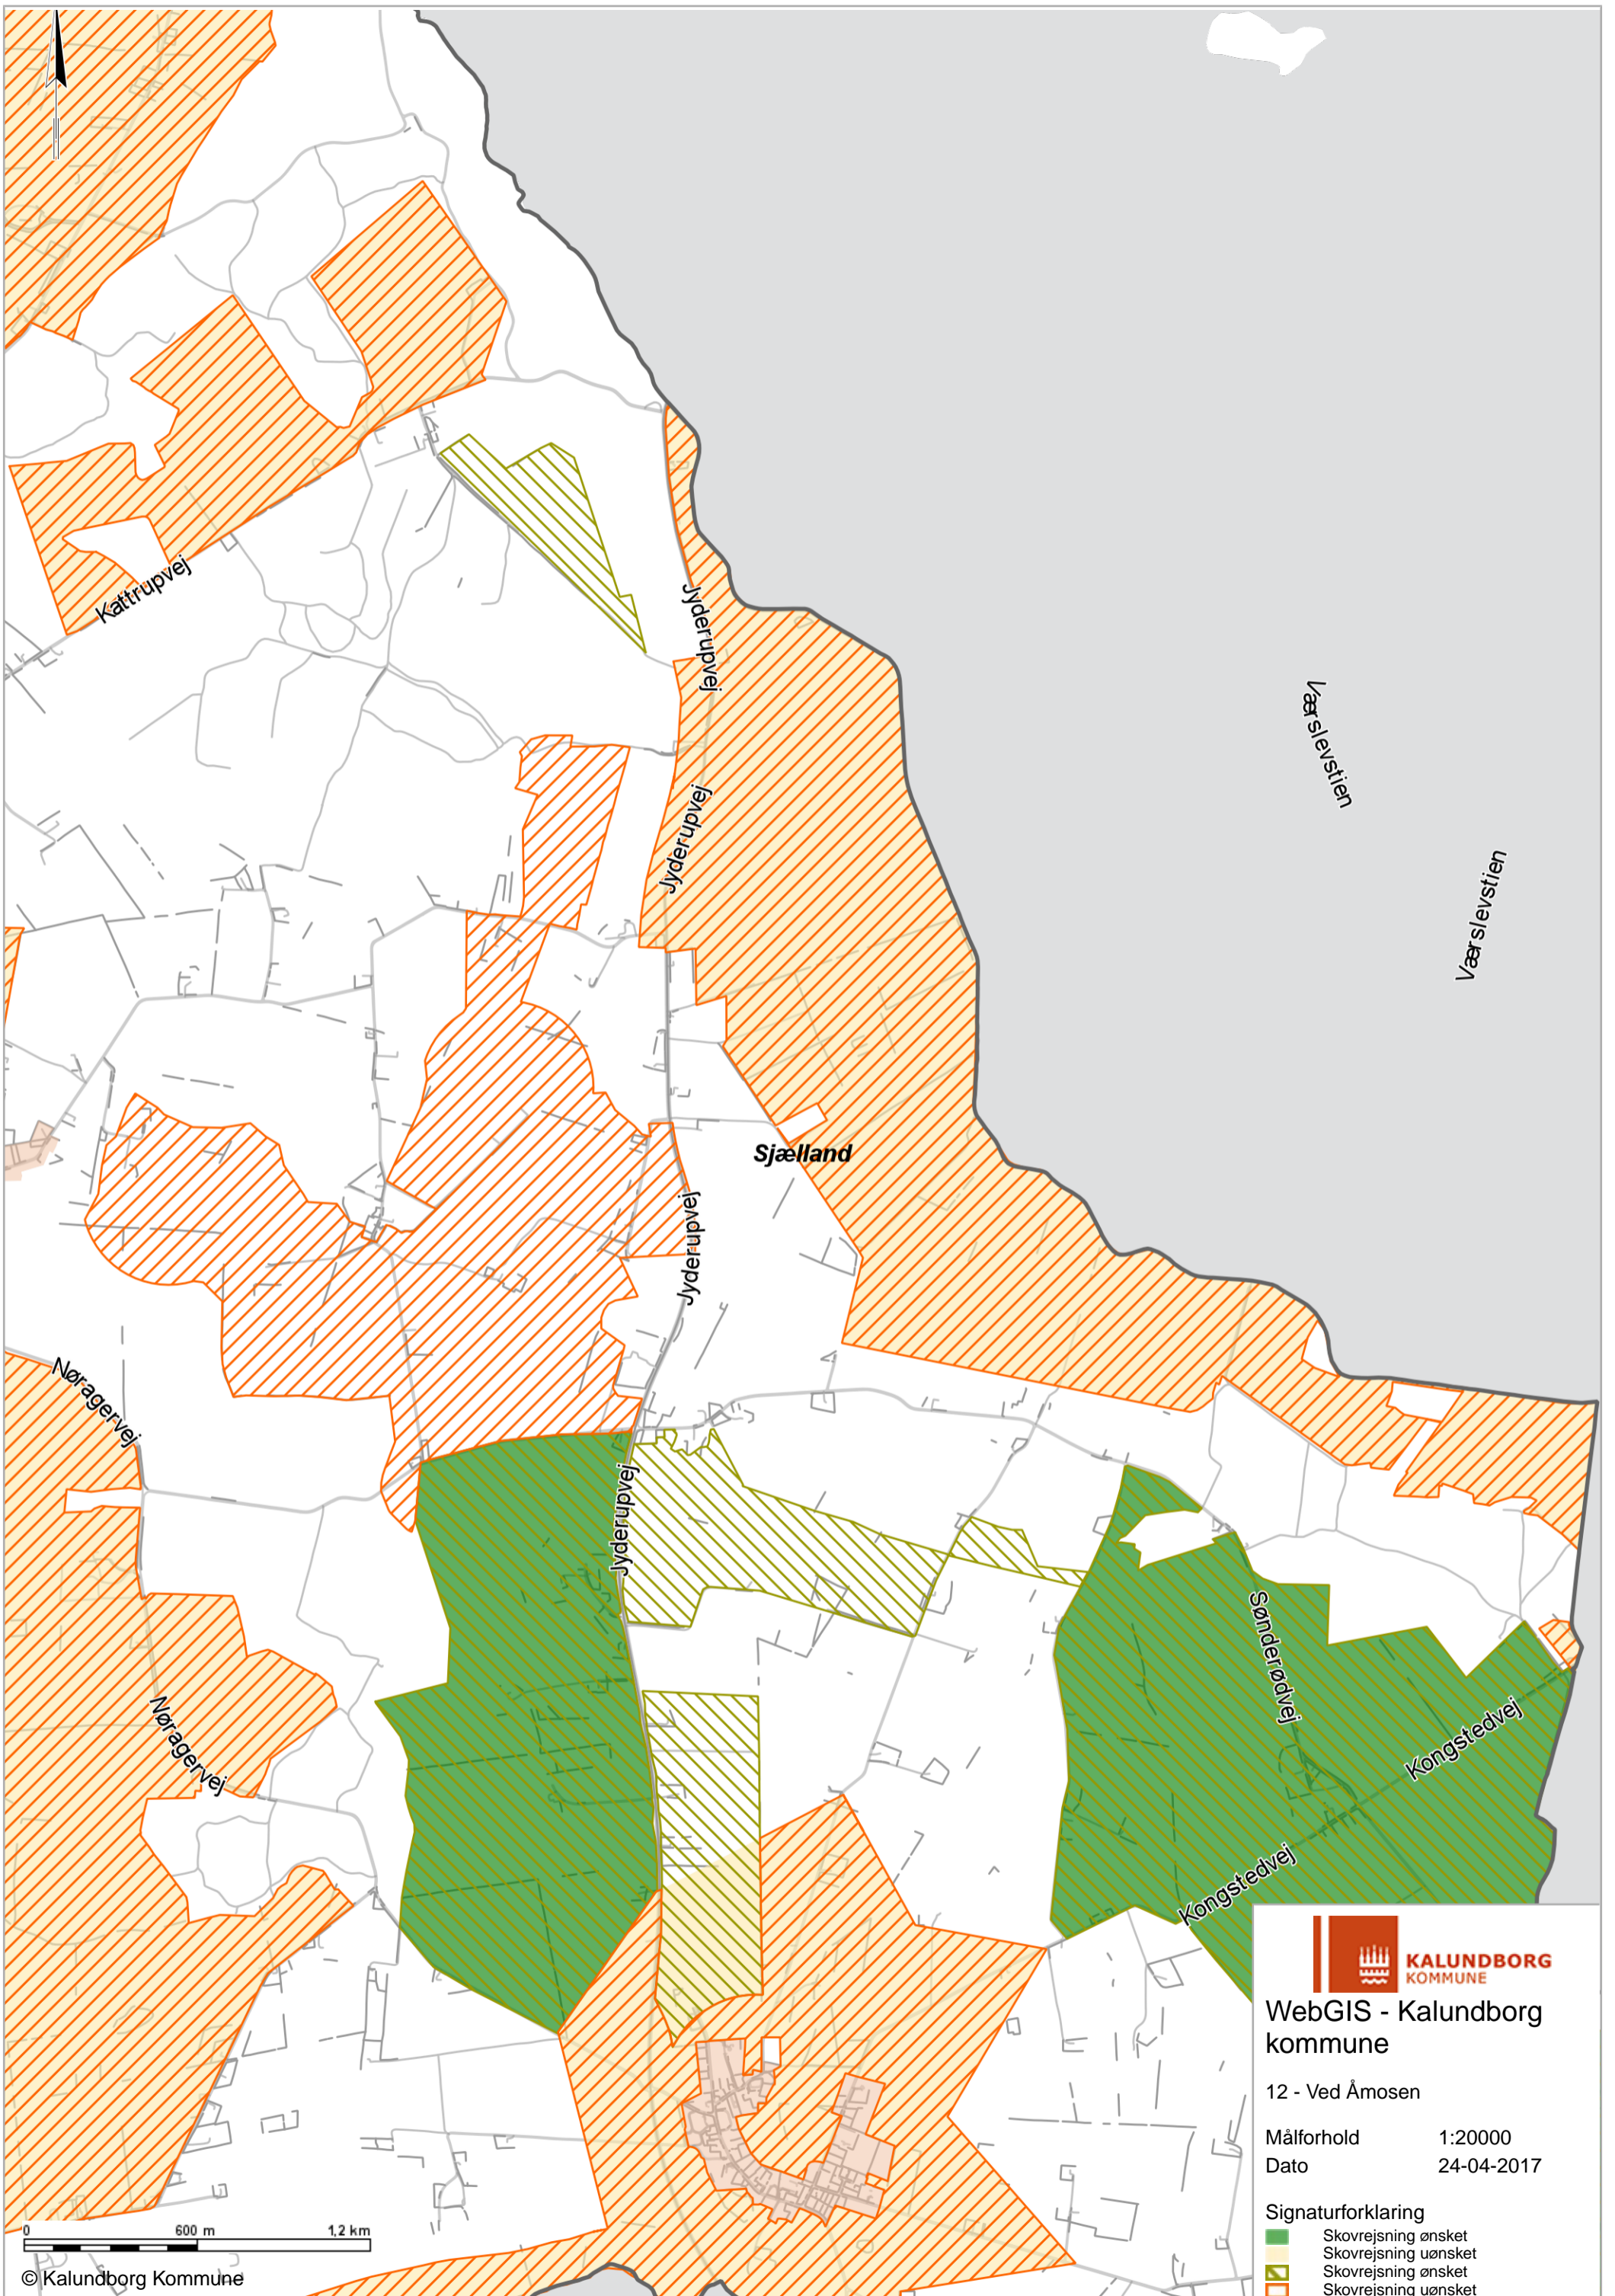 Kattrupvej
Jyderupvej
Værslevstien
Jyderupvej
Værslevstien
Sjælland
Jyderupvej
Nøragervej
Jyderupvej
Sønderødvej
Nøragervej
Kongstedvej
Kongstedvej
KALUNDBORG
KOMMUNE
WebGIS - Kalundborg
kommune
12 - Ved Åmosen
Målforhold 1:20000
Dato 24-04-2017
Signaturforklaring
Skovrejsning ønsket
Skovrejsning uønsket
Skovrejsning ønsket
Skovrejsning uønsket
0 600 m 1,2 km
© Kalundborg Kommune